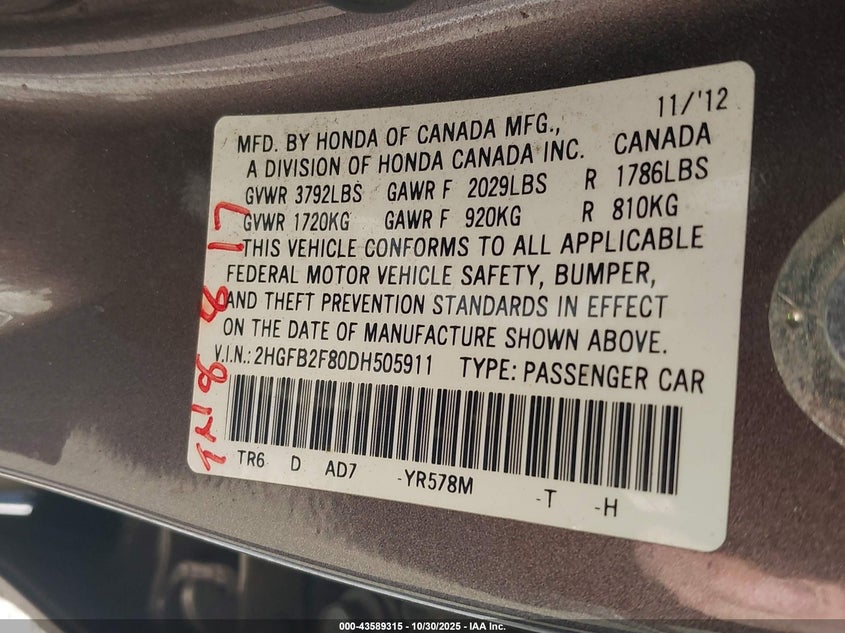 11/'12
MFD. BY HONDA OF CANADA MFG.,
A DIVISION OF HONDA CANADA INC. CANADA
GVWR 3792LBS GAWR F 2029LBS R 1786LBS
GVWR 1720KG GAWR F 920KG R 810KG
THIS VEHICLE CONFORMS TO ALL APPLICABLE
FEDERAL MOTOR VEHICLE SAFETY, BUMPER,
AND THEFT PREVENTION STANDARDS IN EFFECT
ON THE DATE OF MANUFACTURE SHOWN ABOVE.
V.I.N.: 2HGFB2F80DH505911 TYPE: PASSENGER CAR
TR6 D AD7 -YR578M -T -H
000-43589315 - 10/30/2025 - IAA Inc.